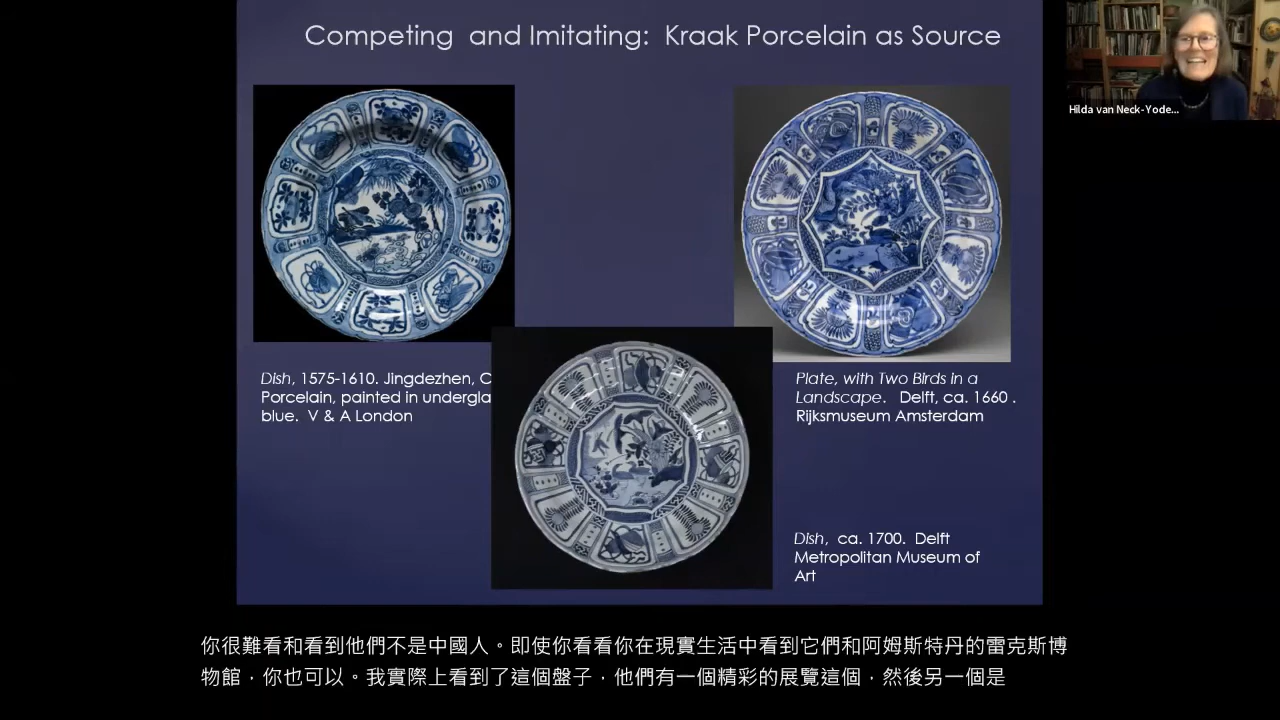 Competing and Imitating: Kraak Porcelain as Source
Hilda van Neck-Yode...
Dish, 1575-1610. Jingdezhen, C
Porcelain, painted in undergla
blue. V & A London
Plate, with Two Birds in a
Landscape. Delft, ca. 1660 .
Rijksmuseum Amsterdam
Dish, ca. 1700. Delft
Metropolitan Museum of
Art
你很難看和看到他們不是中國人。即使你看看你在現實生活中看到它們和阿姆斯特丹的雷克斯博
物館，你也可以。我實際上看到了這個盤子，他們有一個精彩的展覽這個，然後另一個是